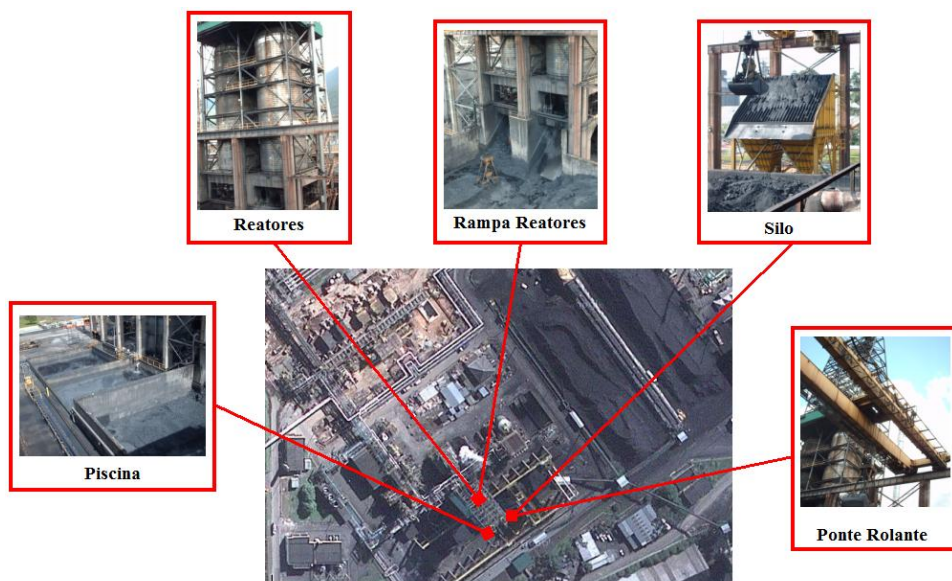 Reatores
Rampa Reatores
Silo
Piscina
Ponte Rolante